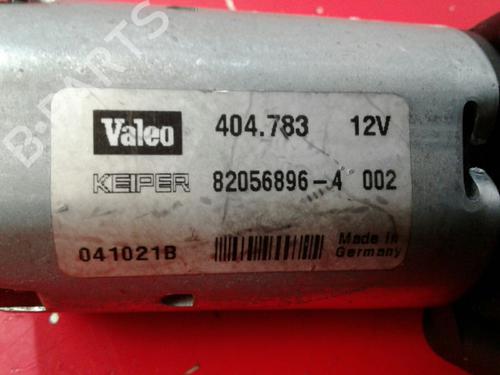 B-PARTS
Valeo 404.783 12V
KEIPER 82056896-4 002
041021B Made in
Germany